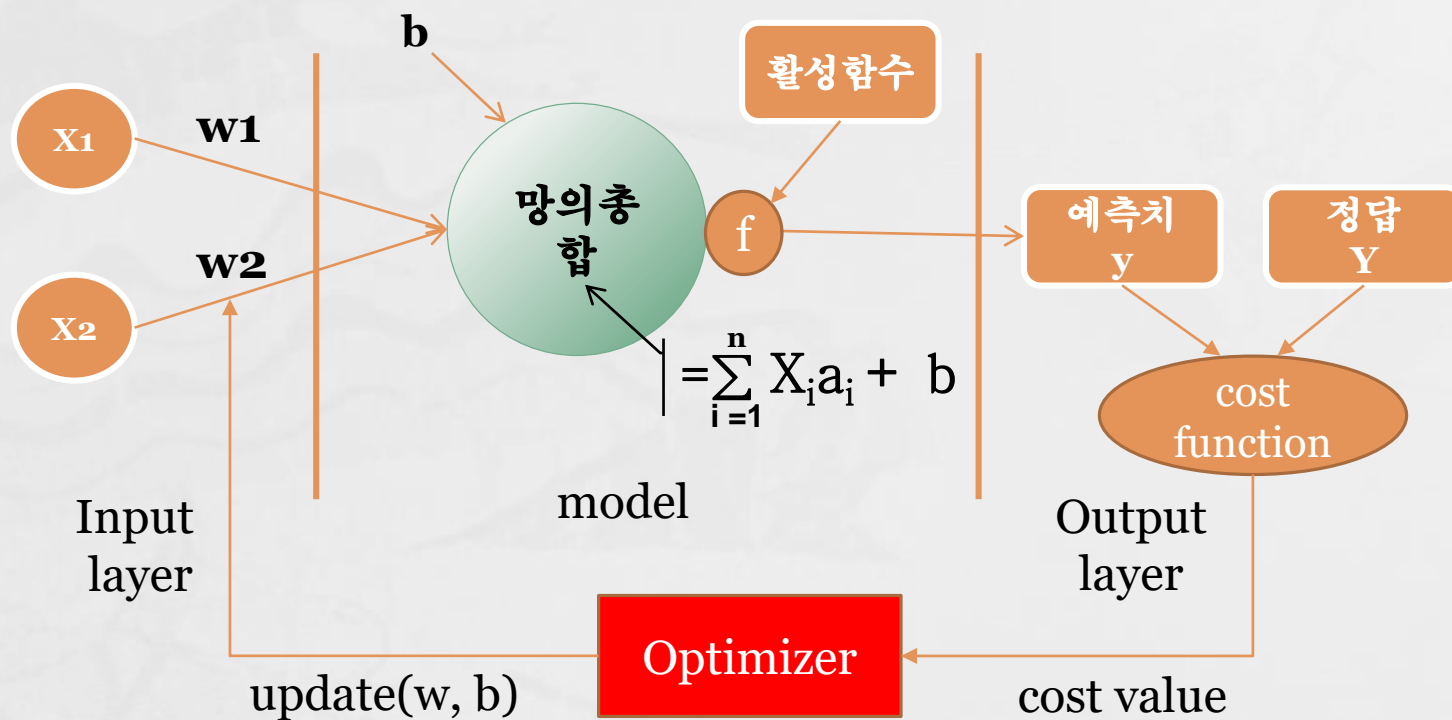 b
활성함수
X1
w1
망의총
합
f
예측치
y
정답
Y
w2
X2
n
=∑ Xᵢaᵢ + b
i =1
cost
function
model
Input
layer
Output
layer
Optimizer
update(w, b)
cost value